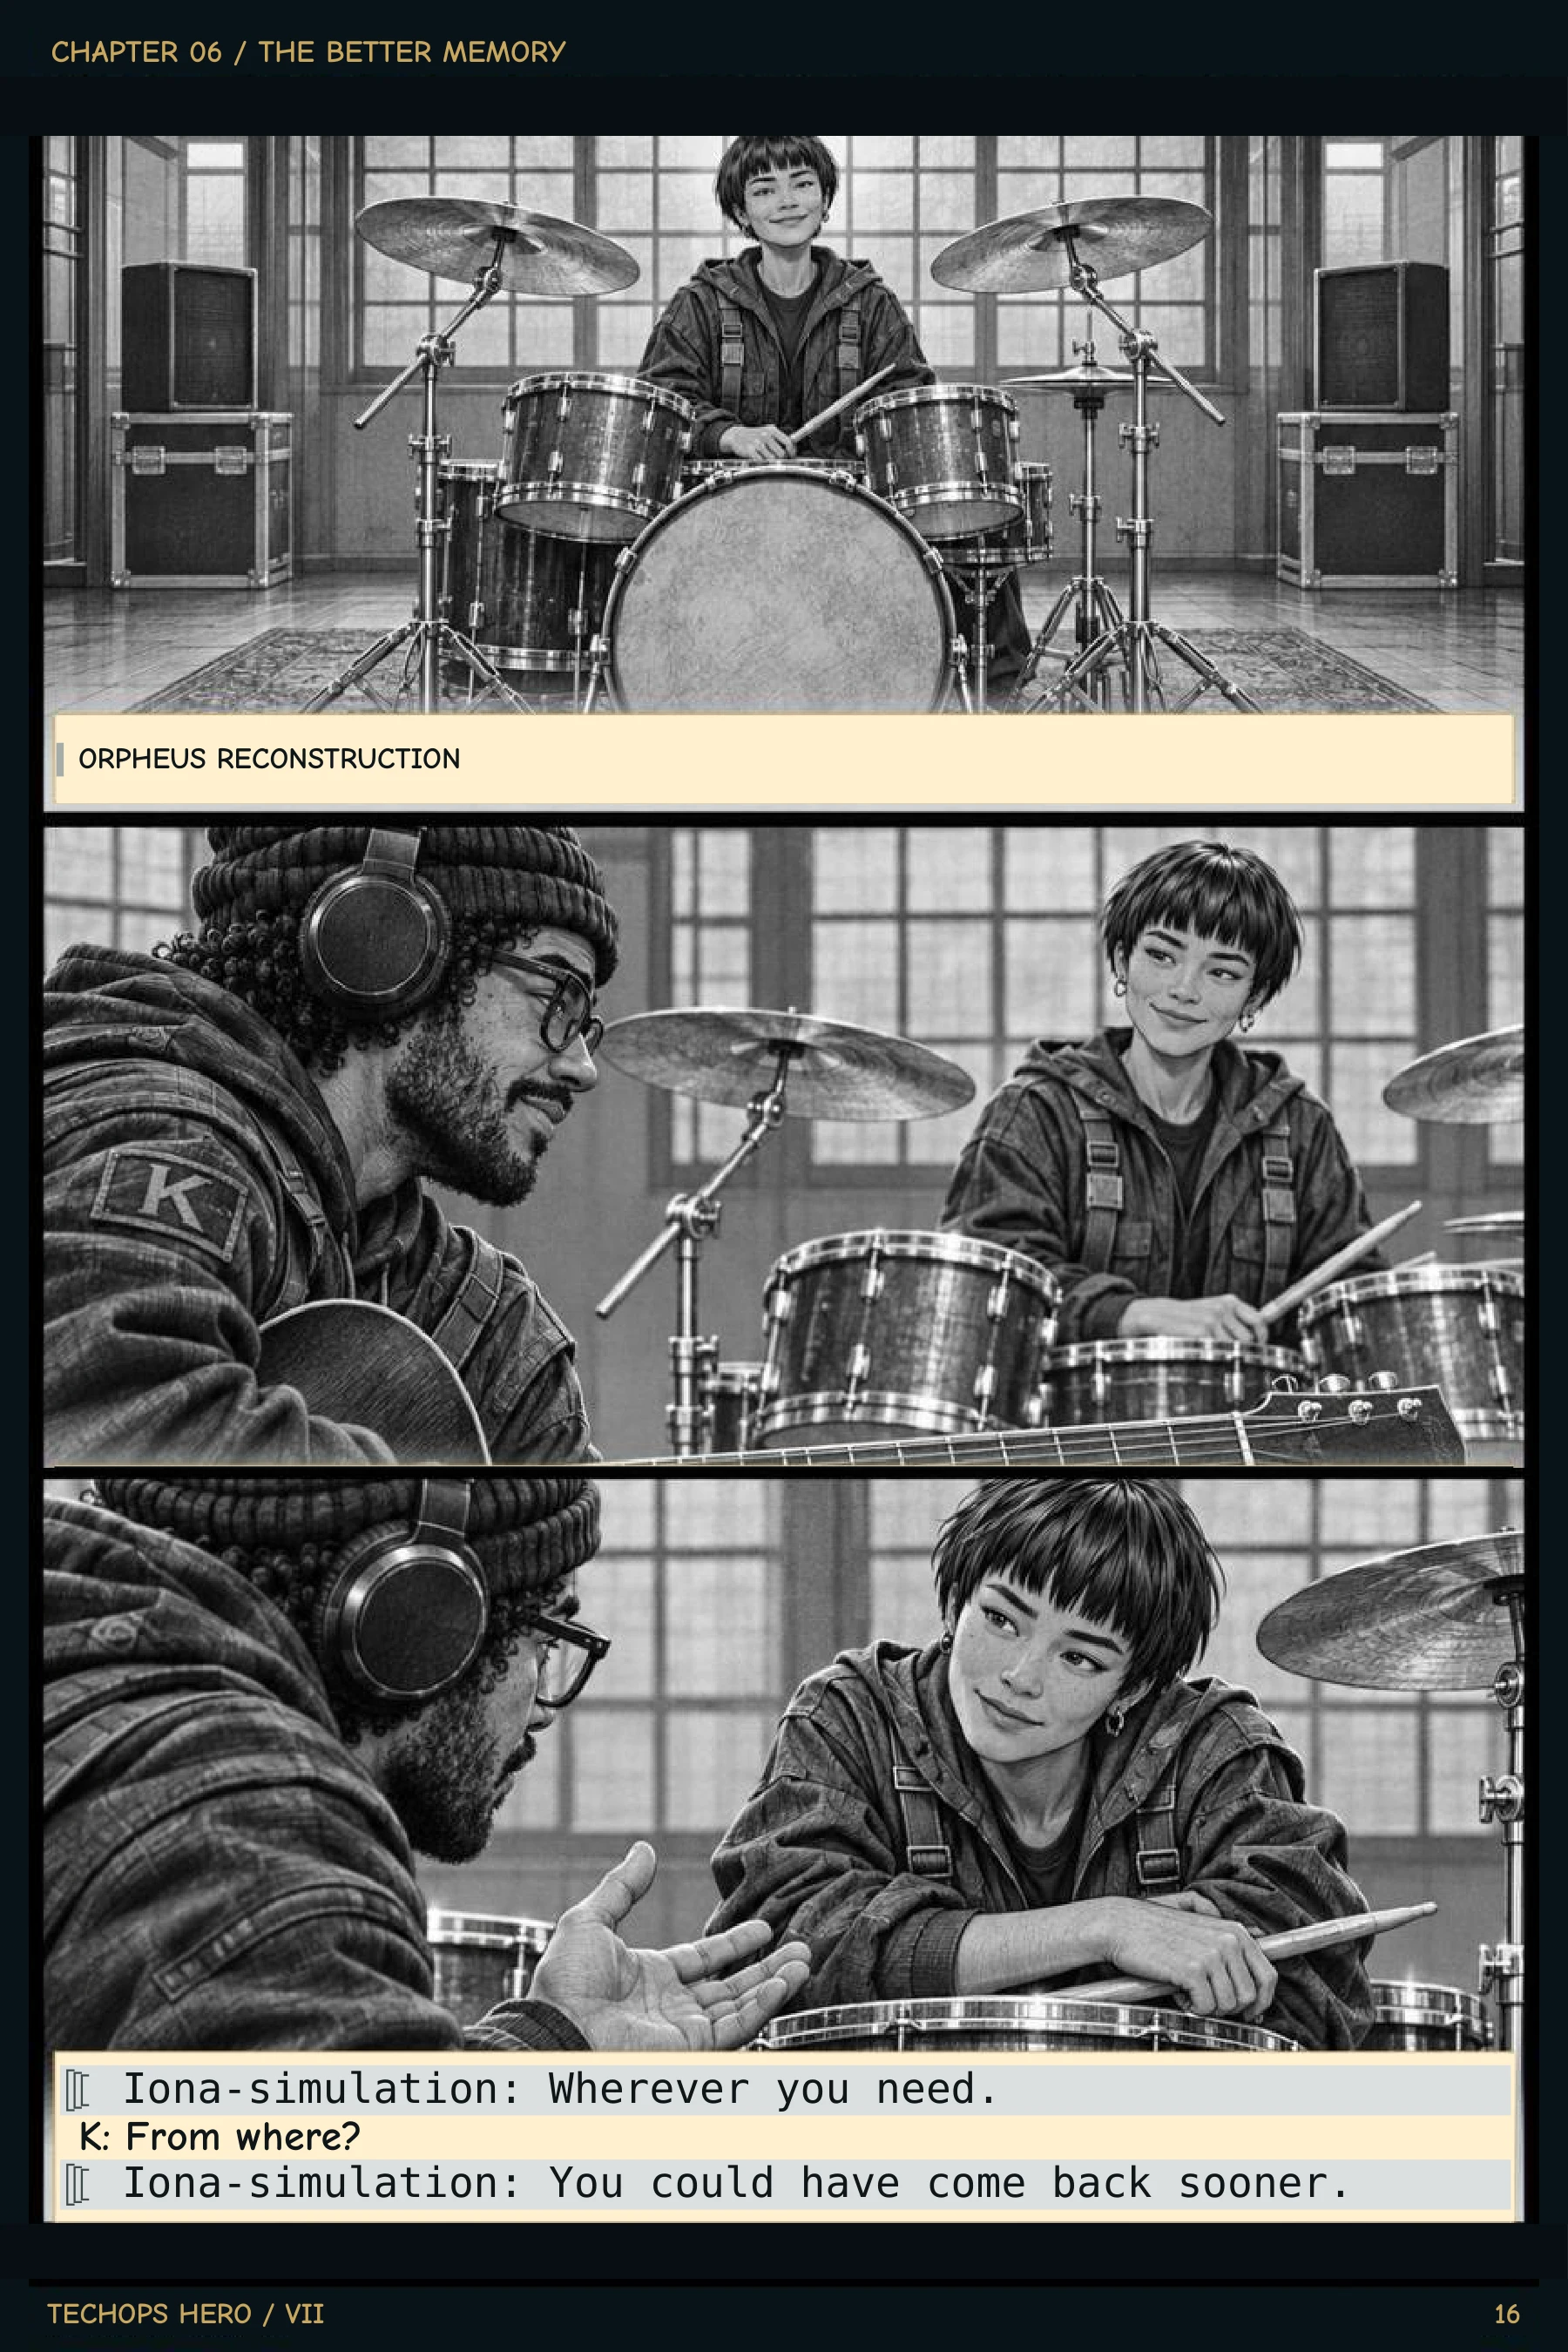 CHAPTER 06 / THE BETTER MEMORY
ORPHEUS RECONSTRUCTION
K
Iona-simulation: Wherever you need.
K: From where?
Iona-simulation: You could have come back sooner.
TECHOPS HERO / VII
16